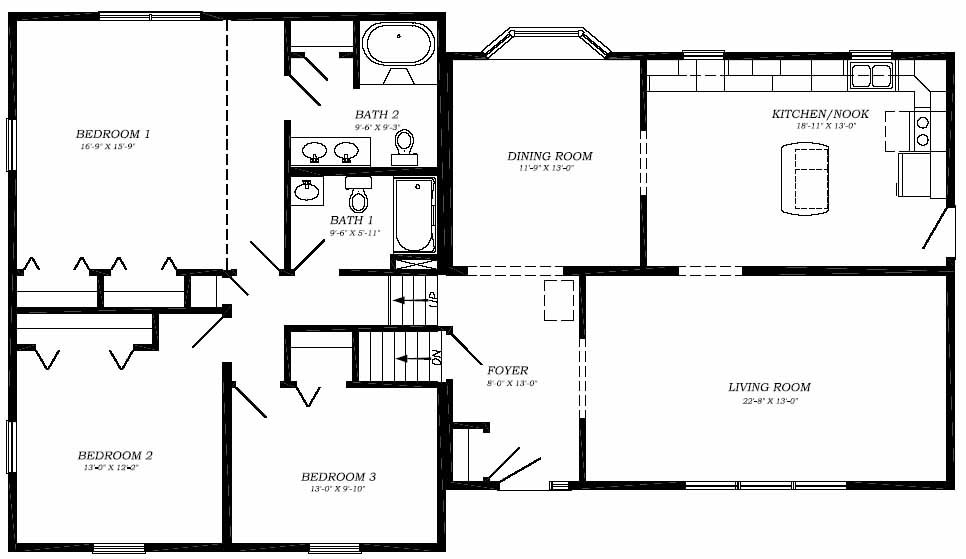 BEDROOM 1
16'-9" X 15'-9"
BATH 2
9'-6" X 9'-3"
KITCHEN/NOOK
18'-11" X 13'-0"
DINING ROOM
11'-9" X 13'-0"
BATH 1
9'-6" X 5'-11"
UP
DN
FOYER
8'-0" X 13'-0"
LIVING ROOM
22'-8" X 13'-0"
BEDROOM 2
13'-0" X 12'-2"
BEDROOM 3
13'-0" X 9'-10"